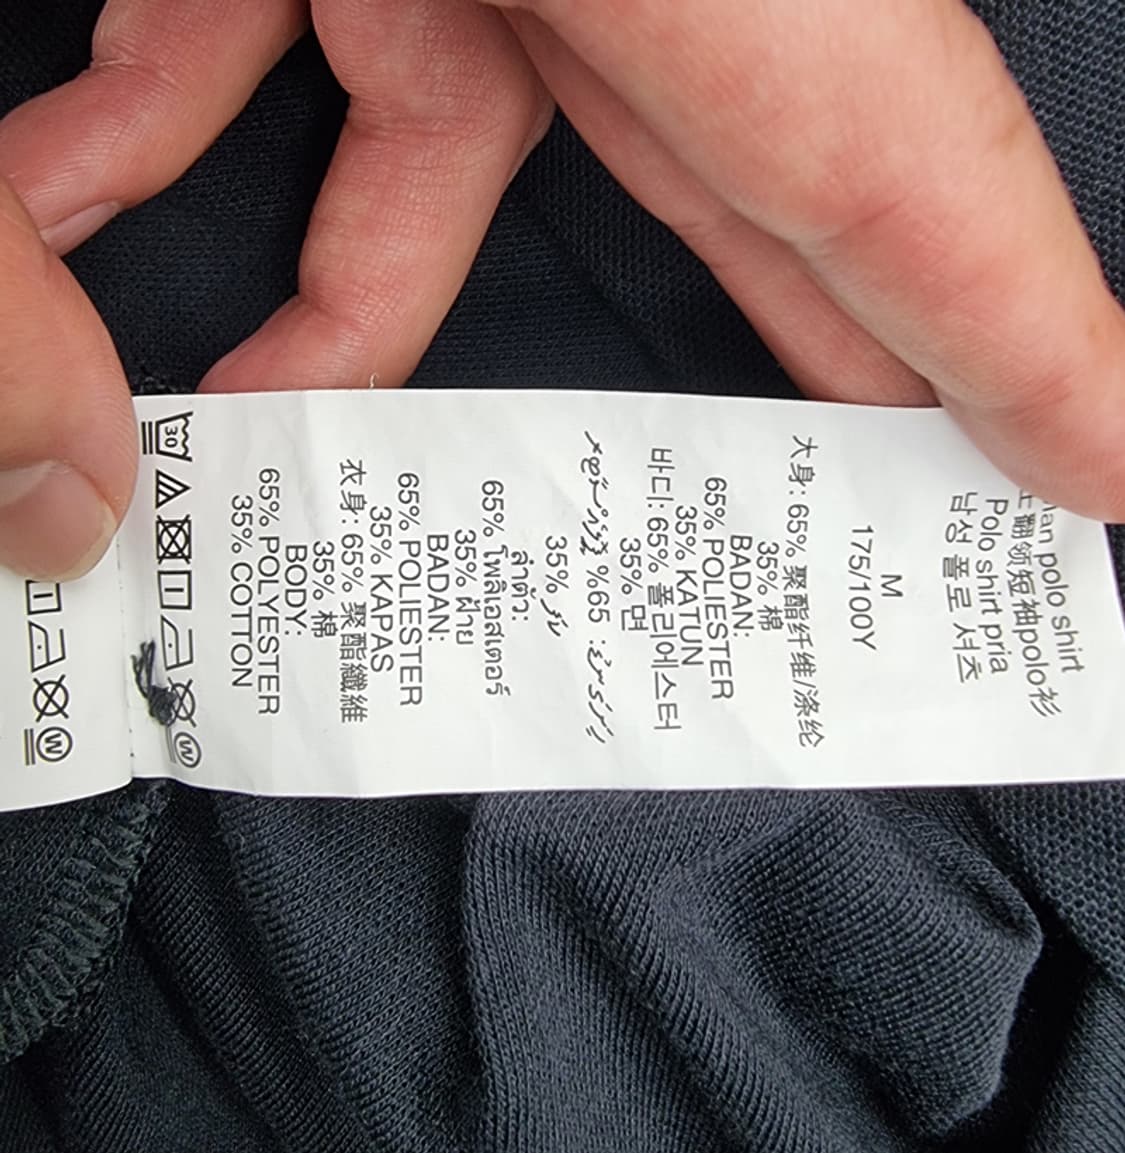 polo shirt
翻领短袖polo衫
Polo shirt pria
남성 폴로 셔츠
M
175/100Y
大身: 65% 聚酯纤维/涤纶
35% 棉
BADAN:
65% POLIESTER
35% KATUN
바디: 65% 폴리에스터
35% 면
%65
35%
ลำตัว:
65% โพลิเอสเตอร์
35% ฝ้าย
BADAN:
65% POLIESTER
35% KAPAS
衣身: 65% 聚酯纖維
35% 棉
BODY:
65% POLYESTER
35% COTTON
30 W
W